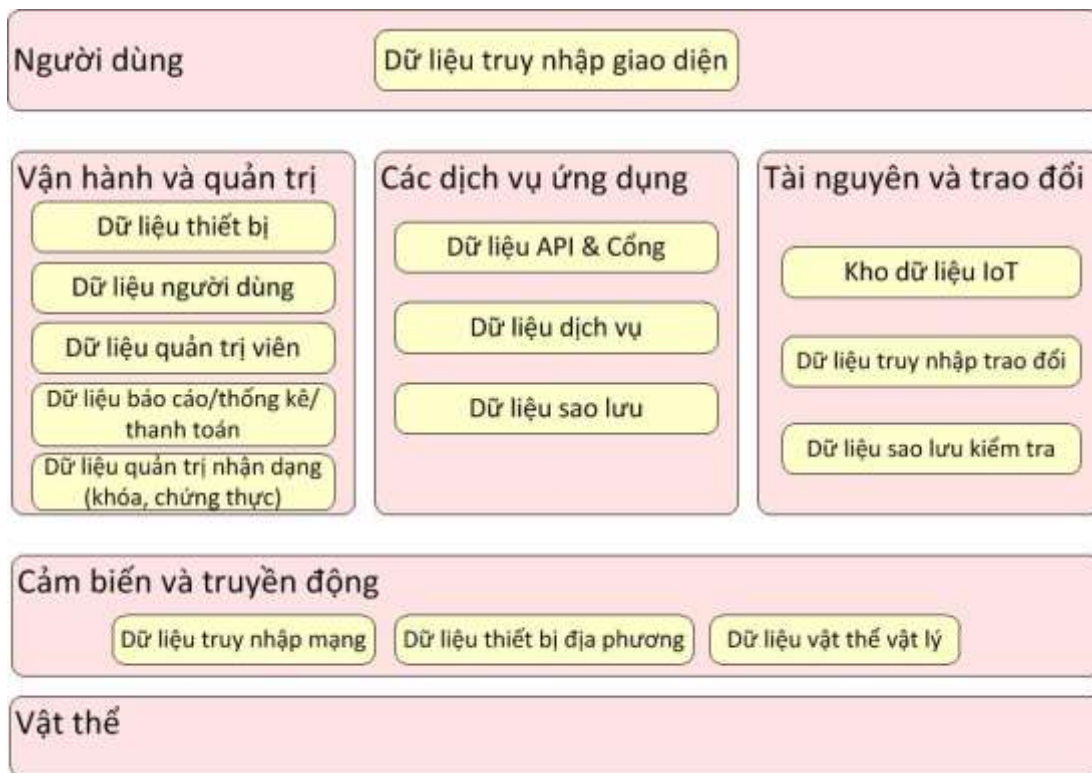 Người dùng
Dữ liệu truy nhập giao diện
Vận hành và quản trị
Dữ liệu thiết bị
Dữ liệu người dùng
Dữ liệu quản trị viên
Dữ liệu báo cáo/thống kê/
thanh toán
Dữ liệu quản trị nhận dạng
(khóa, chứng thực)
Các dịch vụ ứng dụng
Dữ liệu API & Cổng
Dữ liệu dịch vụ
Dữ liệu sao lưu
Tài nguyên và trao đổi
Kho dữ liệu IoT
Dữ liệu truy nhập trao đổi
Dữ liệu sao lưu kiểm tra
Cảm biến và truyền động
Dữ liệu truy nhập mạng
Dữ liệu thiết bị địa phương
Dữ liệu vật thể vật lý
Vật thể